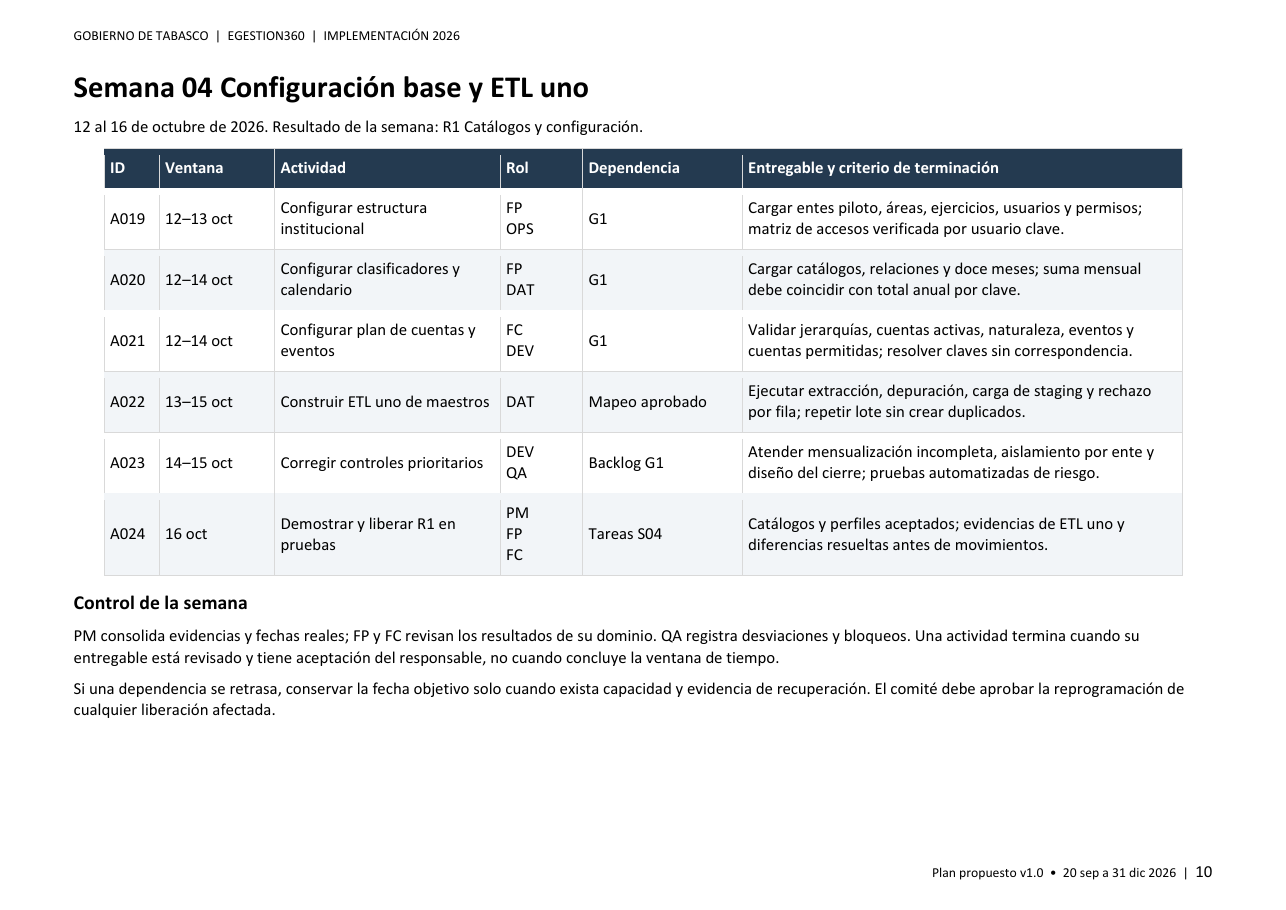 GOBIERNO DE TABASCO | EGESTION360 | IMPLEMENTACIÓN 2026
Semana 04 Configuración base y ETL uno
12 al 16 de octubre de 2026. Resultado de la semana: R1 Catálogos y configuración.
ID Ventana Actividad Rol Dependencia Entregable y criterio de terminación
A019 12–13 oct Configurar estructura institucional FP OPS G1 Cargar entes piloto, áreas, ejercicios, usuarios y permisos; matriz de accesos verificada por usuario clave.
A020 12–14 oct Configurar clasificadores y calendario FP DAT G1 Cargar catálogos, relaciones y doce meses; suma mensual debe coincidir con total anual por clave.
A021 12–14 oct Configurar plan de cuentas y eventos FC DEV G1 Validar jerarquías, cuentas activas, naturaleza, eventos y cuentas permitidas; resolver claves sin correspondencia.
A022 13–15 oct Construir ETL uno de maestros DAT Mapeo aprobado Ejecutar extracción, depuración, carga de staging y rechazo por fila; repetir lote sin crear duplicados.
A023 14–15 oct Corregir controles prioritarios DEV QA Backlog G1 Atender mensualización incompleta, aislamiento por ente y diseño del cierre; pruebas automatizadas de riesgo.
A024 16 oct Demostrar y liberar R1 en pruebas PM FP FC Tareas S04 Catálogos y perfiles aceptados; evidencias de ETL uno y diferencias resueltas antes de movimientos.
Control de la semana
PM consolida evidencias y fechas reales; FP y FC revisan los resultados de su dominio. QA registra desviaciones y bloqueos. Una actividad termina cuando su
entregable está revisado y tiene aceptación del responsable, no cuando concluye la ventana de tiempo.
Si una dependencia se retrasa, conservar la fecha objetivo solo cuando exista capacidad y evidencia de recuperación. El comité debe aprobar la reprogramación de
cualquier liberación afectada.
Plan propuesto v1.0 • 20 sep a 31 dic 2026 | 10